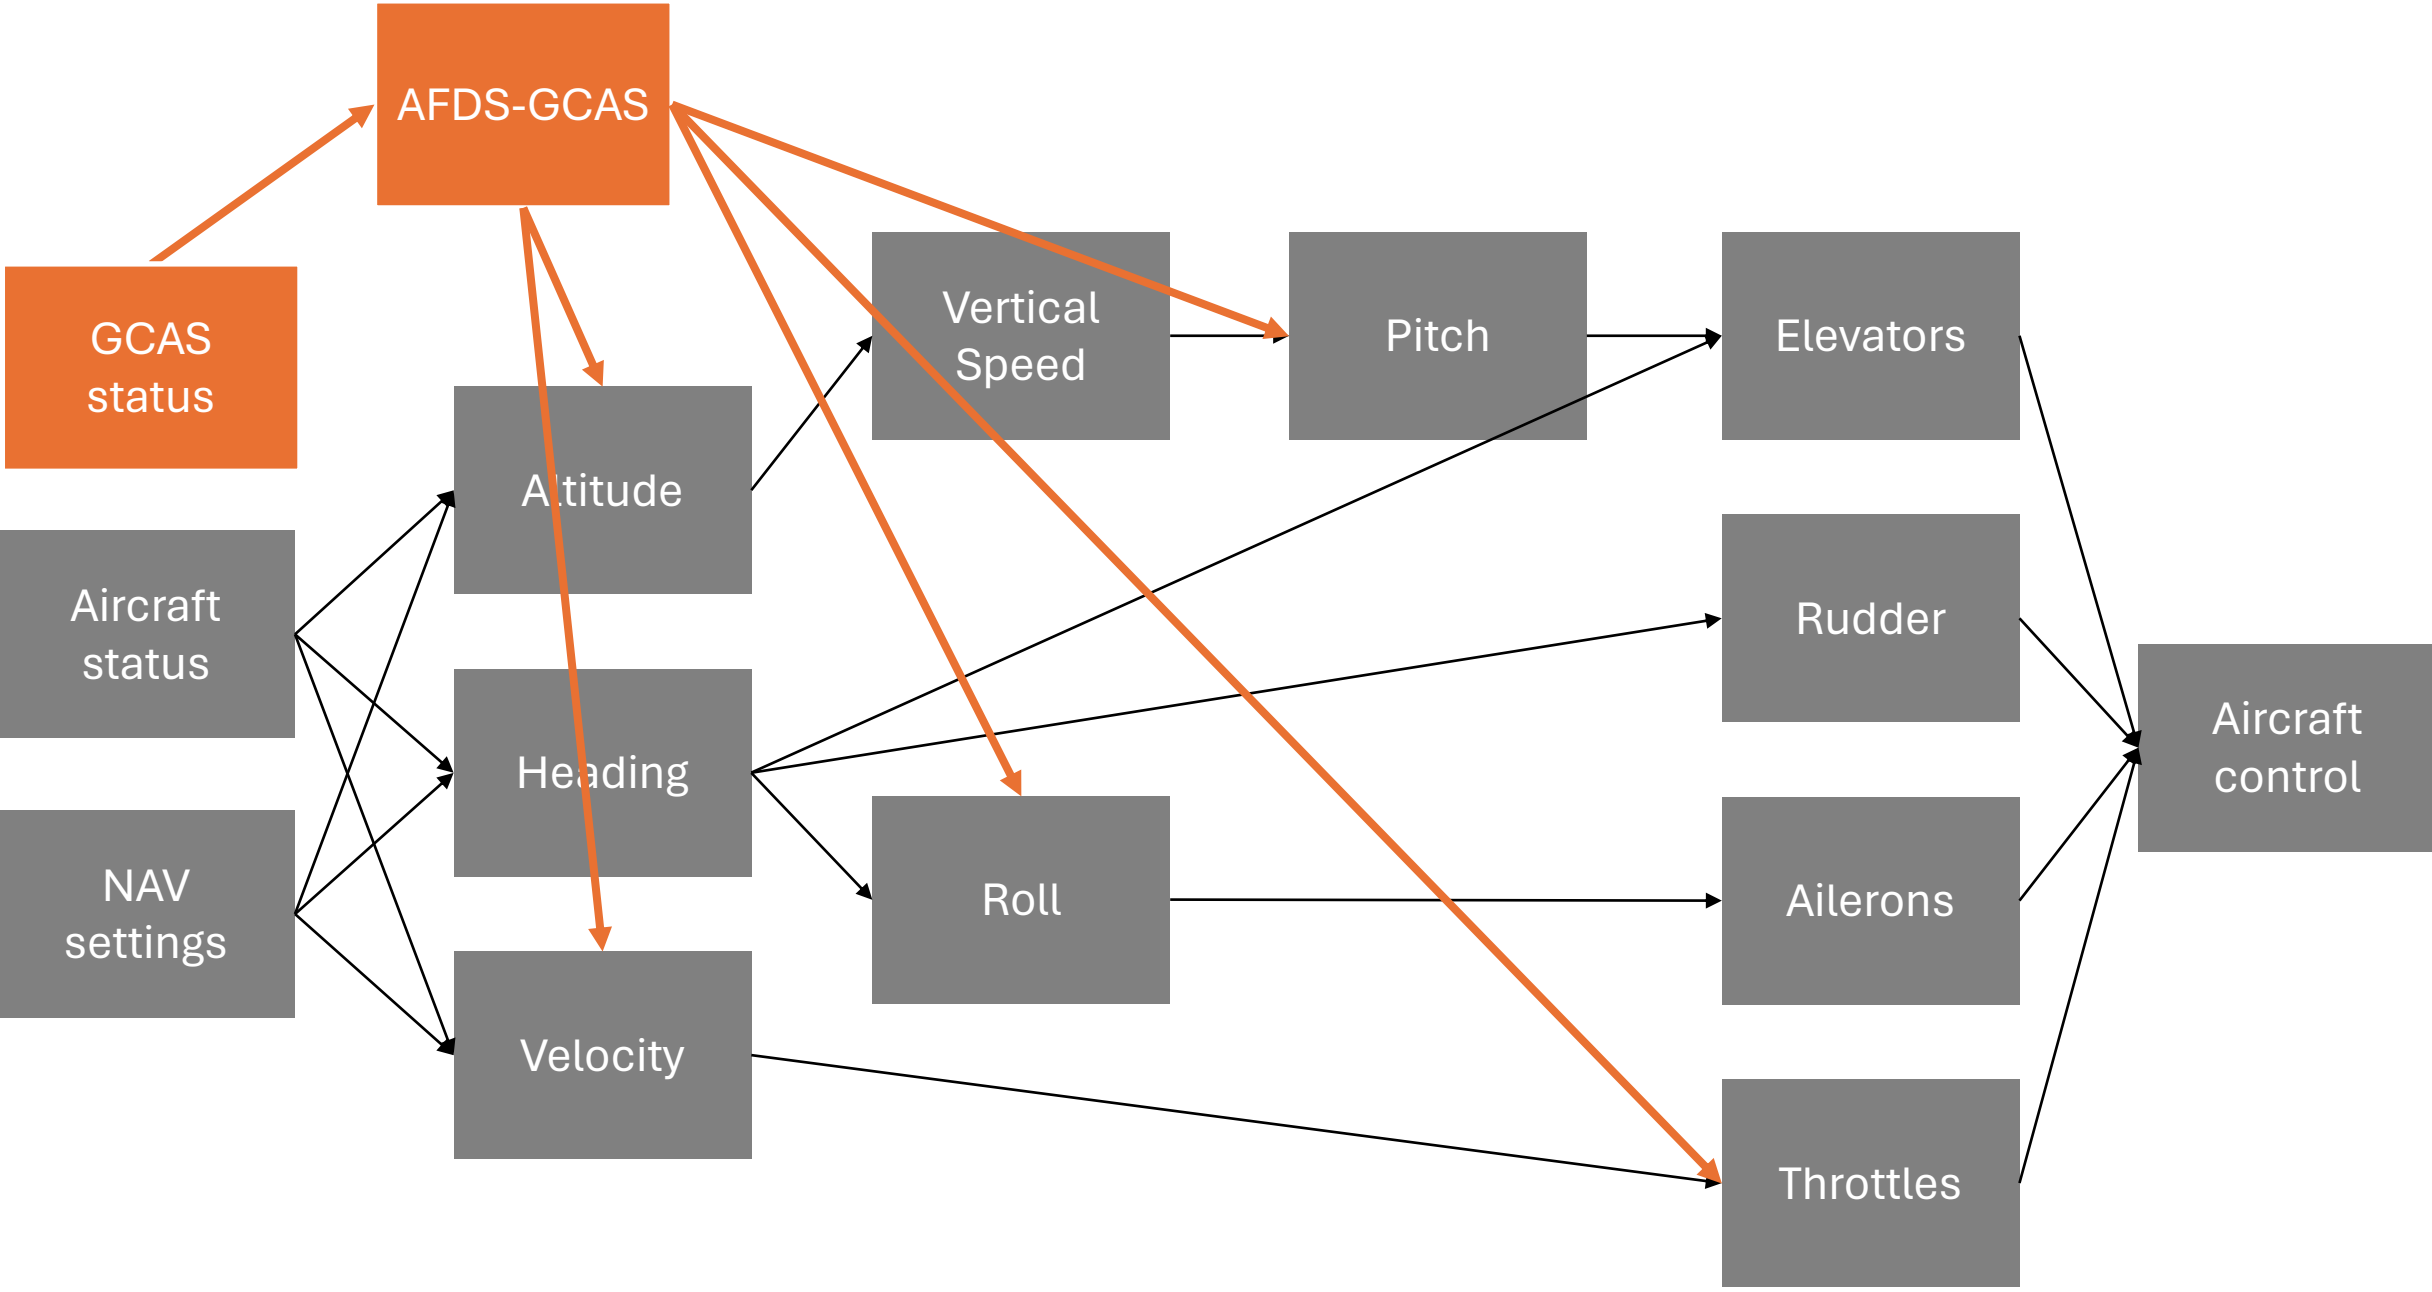 AFDS-GCAS
GCAS
status
Vertical
Speed
Pitch
Elevators
Altitude
Aircraft
status
Rudder
Heading
Aircraft
control
NAV
settings
Roll
Ailerons
Velocity
Throttles